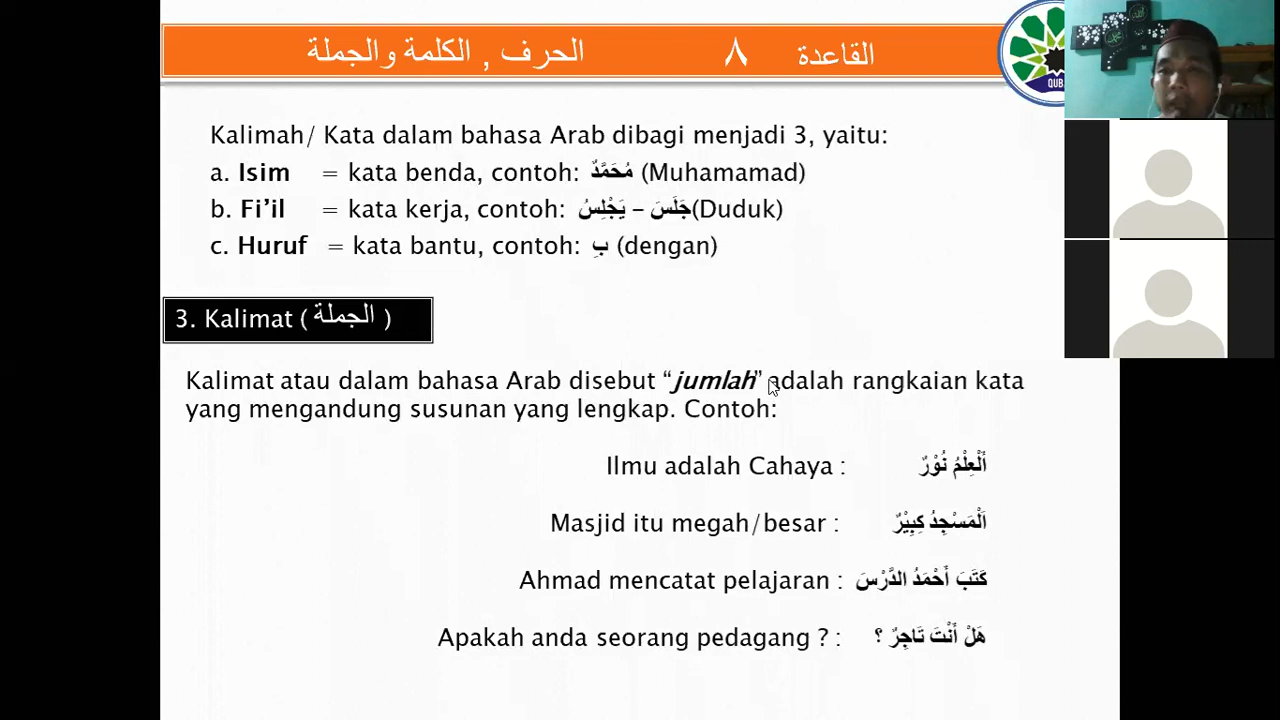 القاعدة ٨ الحرف , الكلمة والجملة
QUB
Kalimah/ Kata dalam bahasa Arab dibagi menjadi 3, yaitu:
a. Isim = kata benda, contoh: مُحَمَّدٌ (Muhamamad)
b. Fi’il = kata kerja, contoh: جَلَسَ – يَجْلِسُ(Duduk)
c. Huruf = kata bantu, contoh: بِ (dengan)
3. Kalimat ( الجملة )
Kalimat atau dalam bahasa Arab disebut “jumlah” adalah rangkaian kata
yang mengandung susunan yang lengkap. Contoh:
Ilmu adalah Cahaya : اَلْعِلْمُ نُوْرٌ
Masjid itu megah/besar : اَلْمَسْجِدُ كَبِيْرٌ
Ahmad mencatat pelajaran : كَتَبَ أَحْمَدُ الدَّرْسَ
Apakah anda seorang pedagang ? : هَلْ أَنْتَ تَاجِرٌ ؟